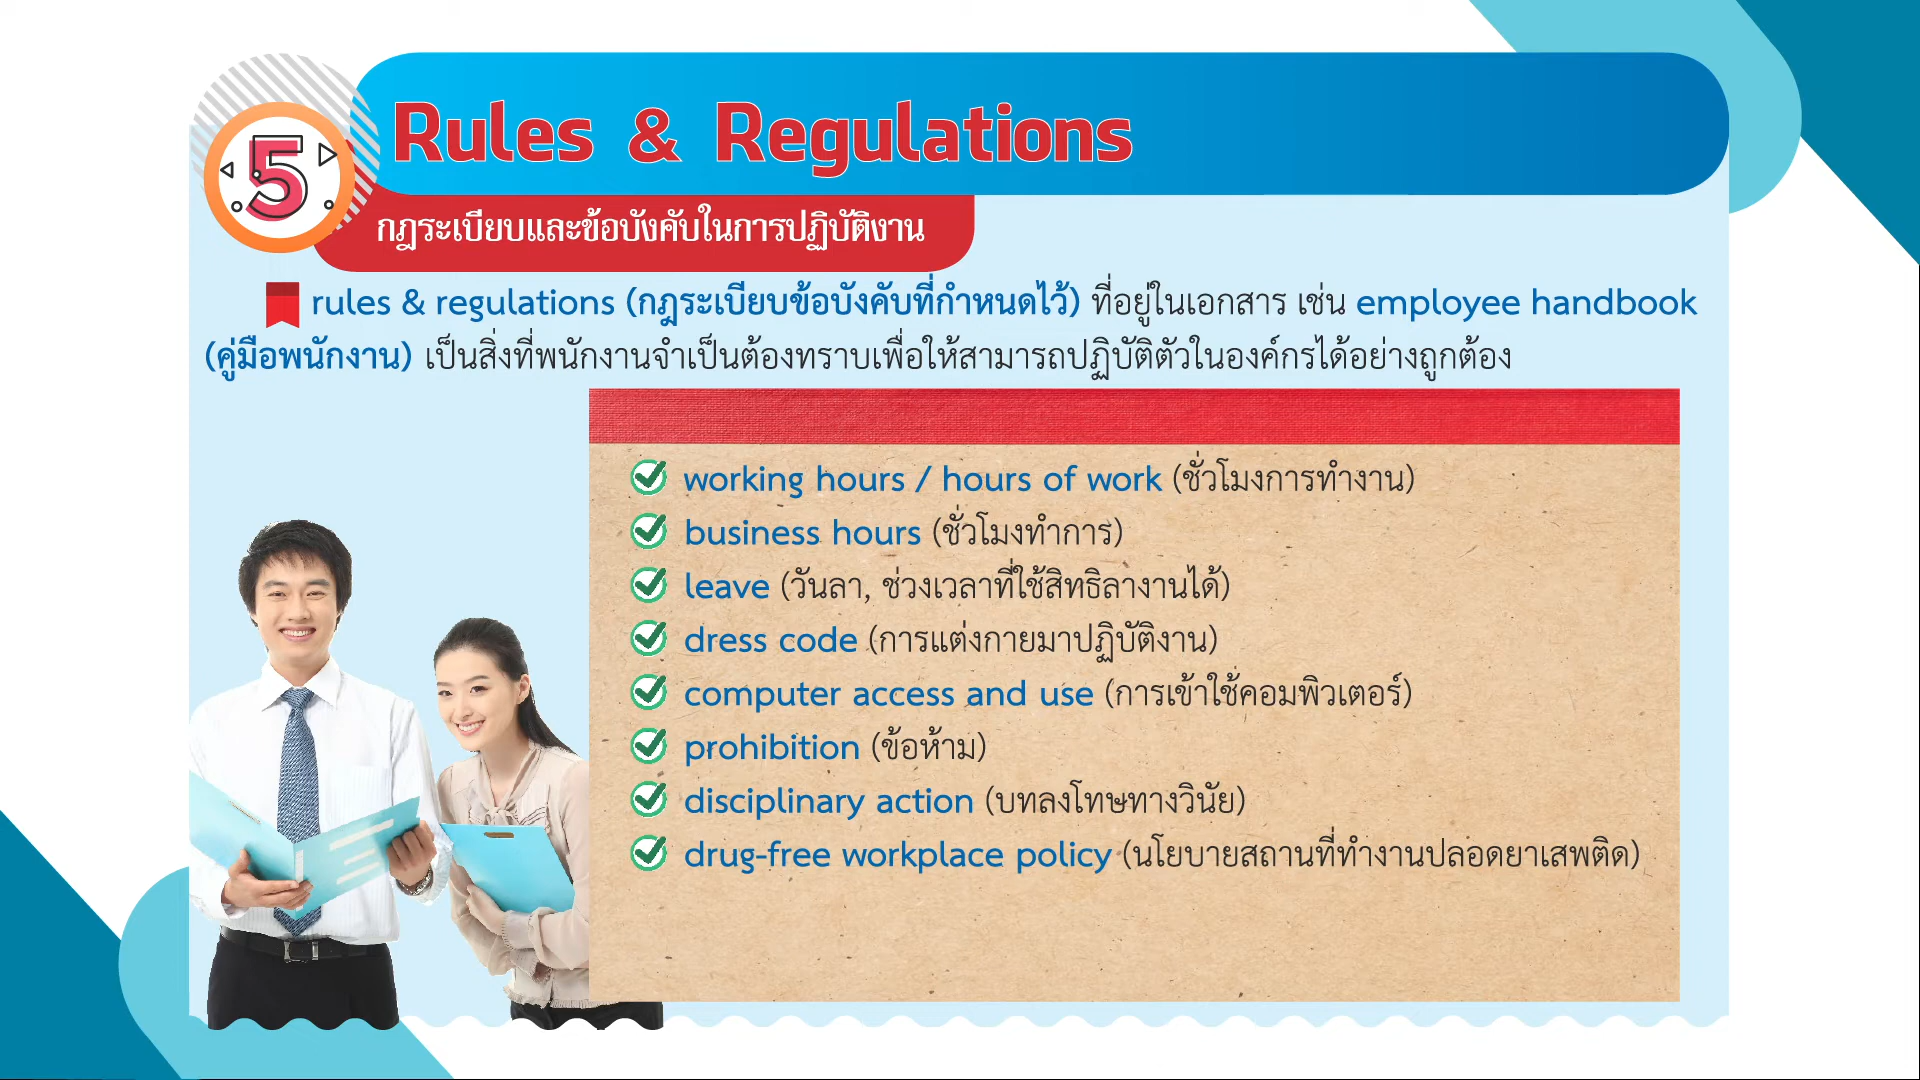 5
Rules & Regulations
กฎระเบียบและข้อบังคับในการปฏิบัติงาน
rules & regulations (กฎระเบียบข้อบังคับที่กำหนดไว้) ที่อยู่ในเอกสาร เช่น employee handbook
(คู่มือพนักงาน) เป็นสิ่งที่พนักงานจำเป็นต้องทราบเพื่อให้สามารถปฏิบัติตัวในองค์กรได้อย่างถูกต้อง
working hours / hours of work (ชั่วโมงการทำงาน)
business hours (ชั่วโมงทำการ)
leave (วันลา, ช่วงเวลาที่ใช้สิทธิลางานได้)
dress code (การแต่งกายมาปฏิบัติงาน)
computer access and use (การเข้าใช้คอมพิวเตอร์)
prohibition (ข้อห้าม)
disciplinary action (บทลงโทษทางวินัย)
drug-free workplace policy (นโยบายสถานที่ทำงานปลอดยาเสพติด)